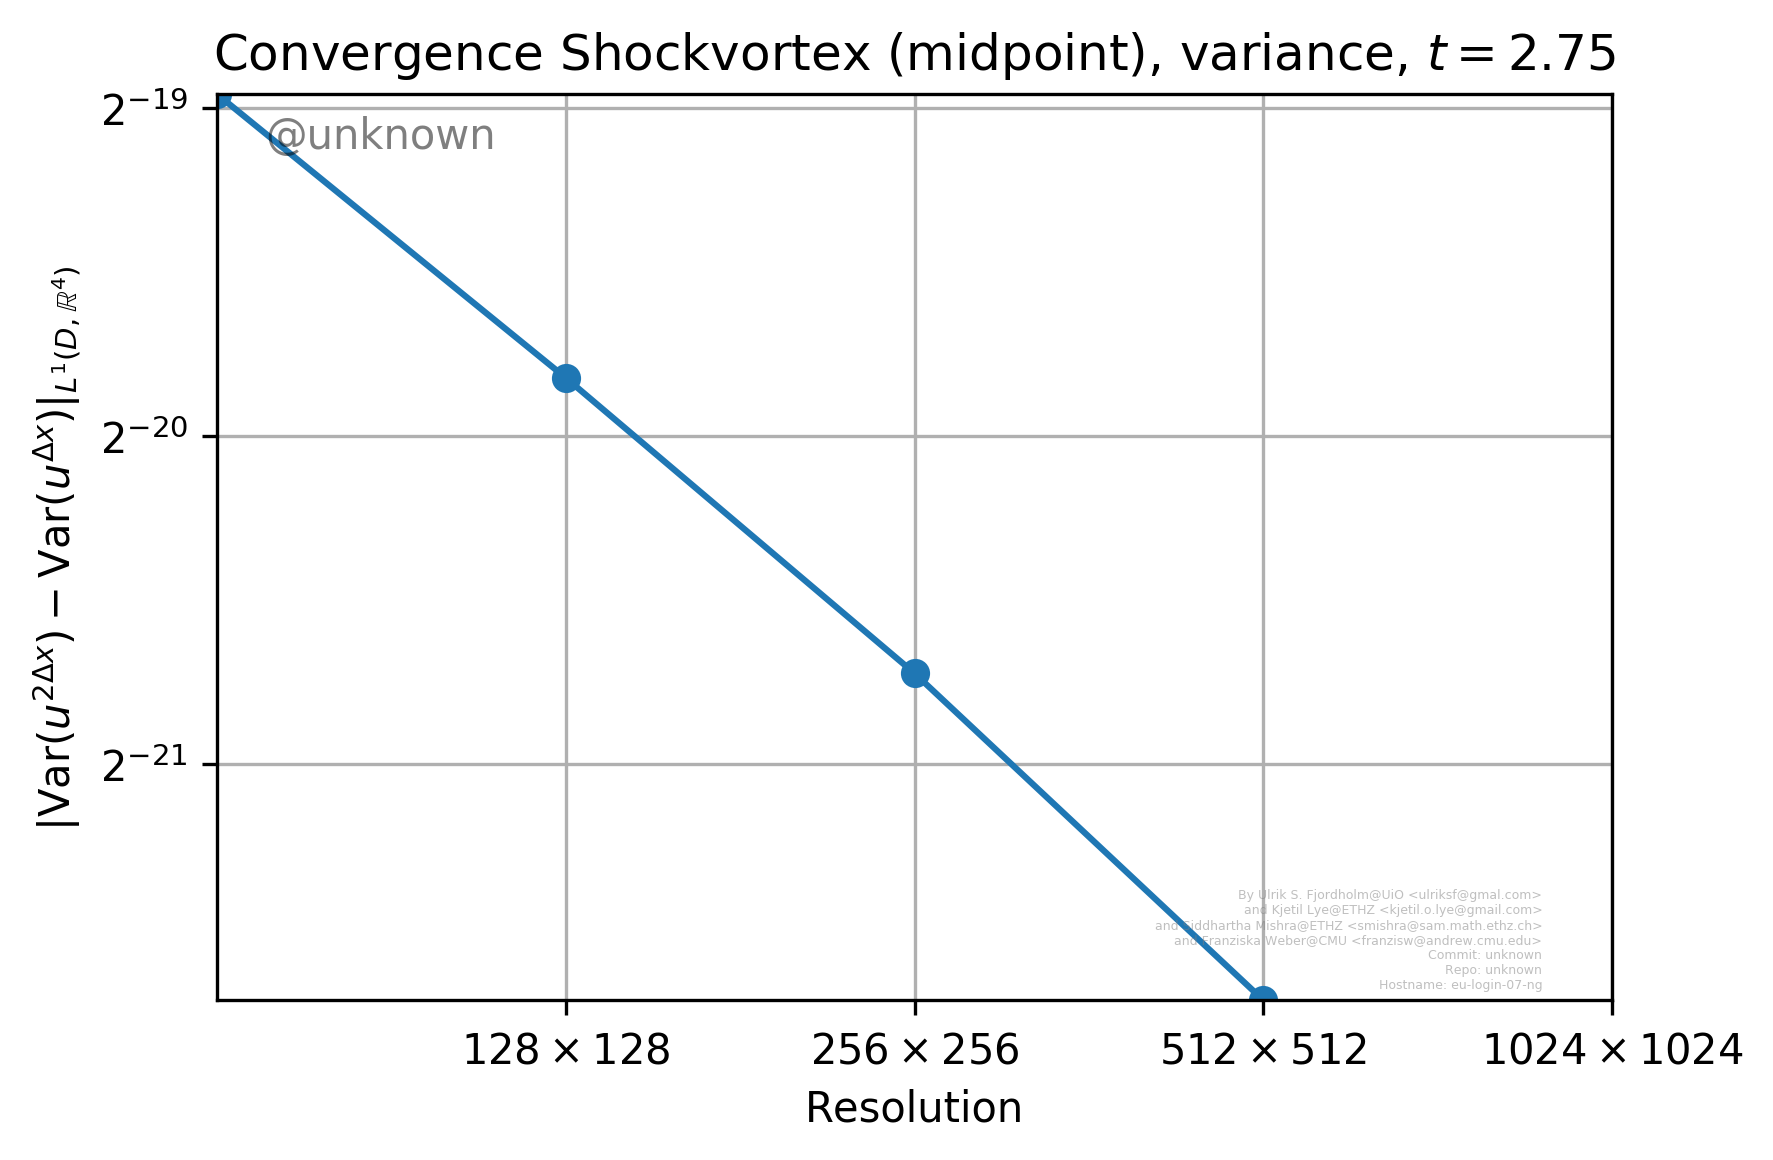 Convergence Shockvortex (midpoint), variance, t = 2.75
2⁻¹⁹
@unknown
2⁻²⁰
2⁻²¹
|Var(u^{2Δx}) − Var(u^{Δx})|_{L¹(D, ℝ⁴)}
By Ulrik S. Fjordholm@UiO <ulriksf@gmal.com>
and Kjetil Lye@ETHZ <kjetil.o.lye@gmail.com>
and Siddhartha Mishra@ETHZ <smishra@sam.math.ethz.ch>
and Franziska Weber@CMU <franzisw@andrew.cmu.edu>
Commit: unknown
Repo: unknown
Hostname: eu-login-07-ng
128 × 128 256 × 256 512 × 512 1024 × 1024
Resolution